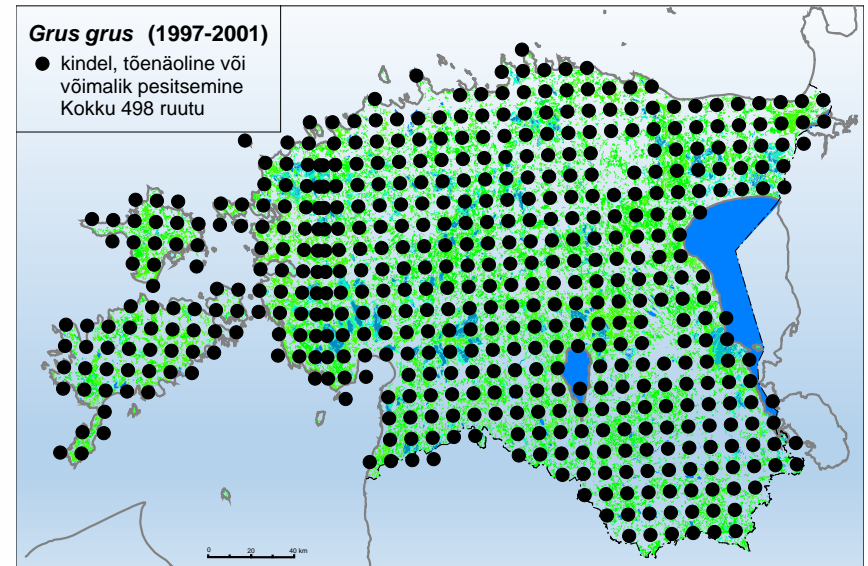 Grus grus (1997-2001)
kindel, tõenäoline või
võimalik pesitsemine
Kokku 498 ruutu
0 20 40 km